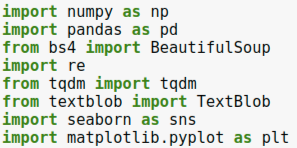 import numpy as np
import pandas as pd
from bs4 import BeautifulSoup
import re
from tqdm import tqdm
from textblob import TextBlob
import seaborn as sns
import matplotlib.pyplot as plt